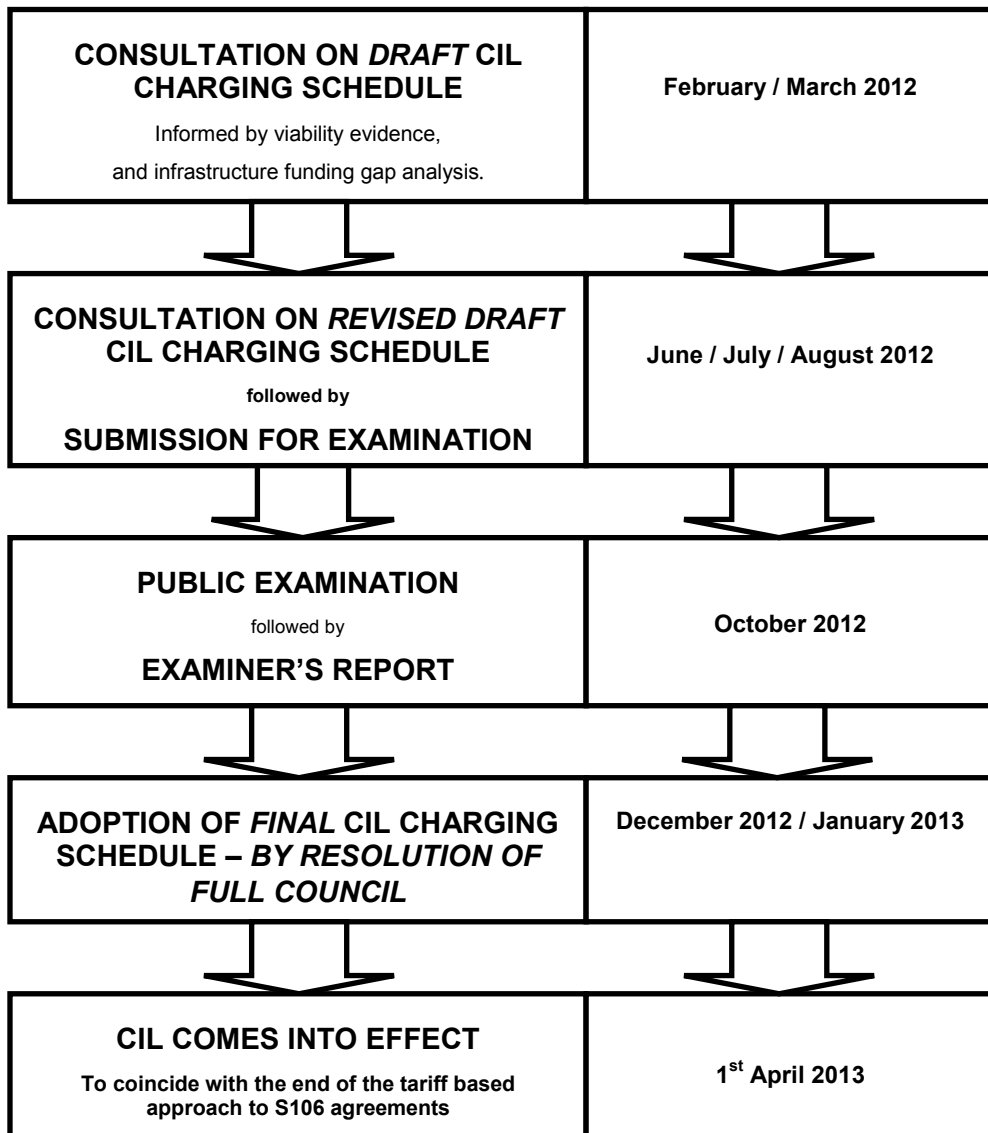 CONSULTATION ON DRAFT CIL
CHARGING SCHEDULE
Informed by viability evidence,
and infrastructure funding gap analysis.
February / March 2012
CONSULTATION ON REVISED DRAFT
CIL CHARGING SCHEDULE
followed by
SUBMISSION FOR EXAMINATION
June / July / August 2012
PUBLIC EXAMINATION
followed by
EXAMINER’S REPORT
October 2012
ADOPTION OF FINAL CIL CHARGING
SCHEDULE – BY RESOLUTION OF
FULL COUNCIL
December 2012 / January 2013
CIL COMES INTO EFFECT
To coincide with the end of the tariff based
approach to S106 agreements
1st April 2013